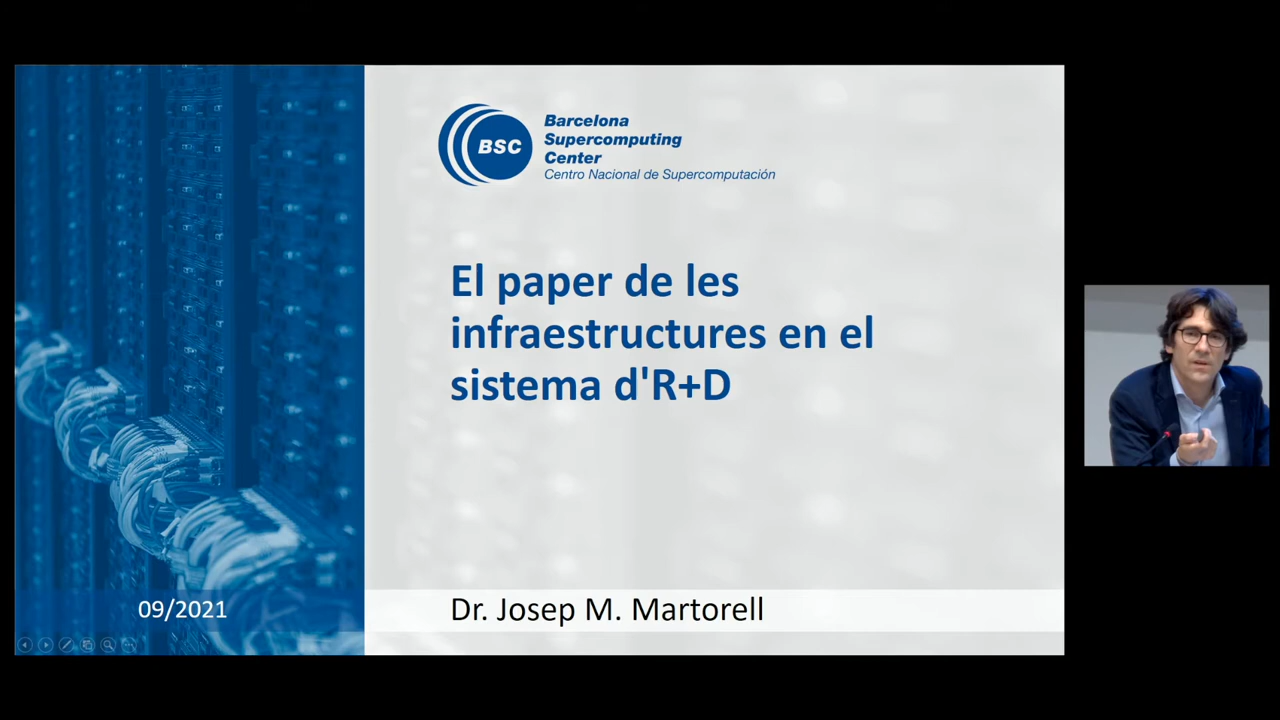 BSC
Barcelona
Supercomputing
Center
Centro Nacional de Supercomputación
El paper de les
infraestructures en el
sistema d'R+D
09/2021
Dr. Josep M. Martorell